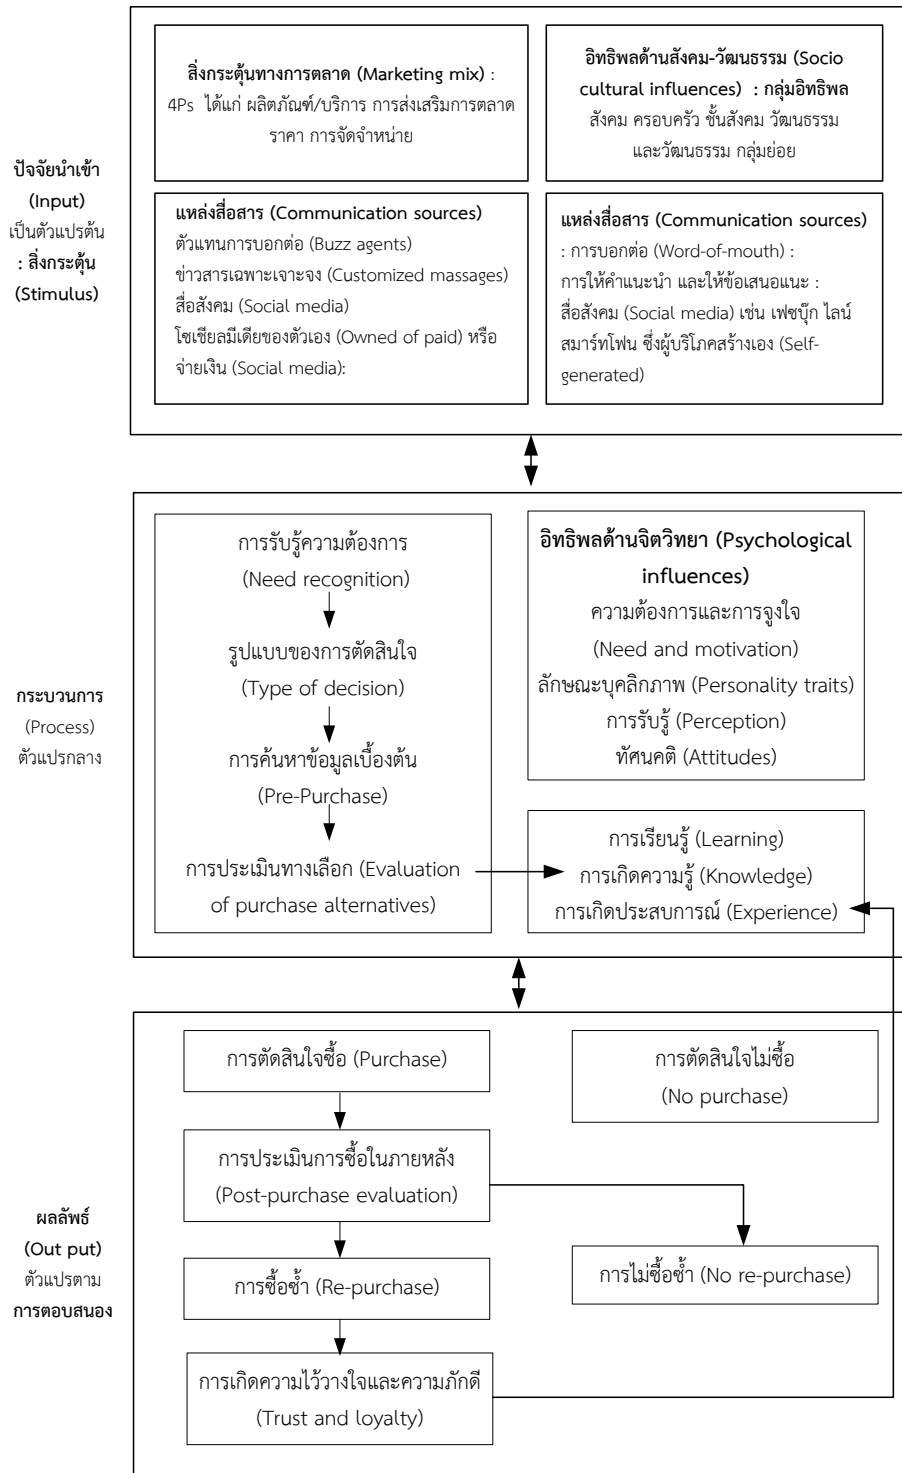 สิ่งกระตุ้นทางการตลาด (Marketing mix) :
4Ps ได้แก่ ผลิตภัณฑ์/บริการ การส่งเสริมการตลาด
ราคา การจัดจำหน่าย
อิทธิพลด้านสังคม-วัฒนธรรม (Socio
cultural influences) : กลุ่มอิทธิพล
สังคม ครอบครัว ชั้นสังคม วัฒนธรรม
และวัฒนธรรม กลุ่มย่อย
ปัจจัยนำเข้า
(Input)
เป็นตัวแปรต้น
: สิ่งกระตุ้น
(Stimulus)
แหล่งสื่อสาร (Communication sources)
ตัวแทนการบอกต่อ (Buzz agents)
ข่าวสารเฉพาะเจาะจง (Customized massages)
สื่อสังคม (Social media)
โซเชียลมีเดียของตัวเอง (Owned of paid) หรือ
จ่ายเงิน (Social media):
แหล่งสื่อสาร (Communication sources)
: การบอกต่อ (Word-of-mouth) :
การให้คำแนะนำ และให้ข้อเสนอแนะ :
สื่อสังคม (Social media) เช่น เฟซบุ๊ก ไลน์
สมาร์ทโฟน ซึ่งผู้บริโภคสร้างเอง (Self-
generated)
กระบวนการ
(Process)
ตัวแปรกลาง
การรับรู้ความต้องการ
(Need recognition)
รูปแบบของการตัดสินใจ
(Type of decision)
การค้นหาข้อมูลเบื้องต้น
(Pre-Purchase)
การประเมินทางเลือก (Evaluation
of purchase alternatives)
อิทธิพลด้านจิตวิทยา (Psychological
influences)
ความต้องการและการจูงใจ
(Need and motivation)
ลักษณะบุคลิกภาพ (Personality traits)
การรับรู้ (Perception)
ทัศนคติ (Attitudes)
การเรียนรู้ (Learning)
การเกิดความรู้ (Knowledge)
การเกิดประสบการณ์ (Experience)
ผลลัพธ์
(Out put)
ตัวแปรตาม
การตอบสนอง
การตัดสินใจซื้อ (Purchase)
การตัดสินใจไม่ซื้อ
(No purchase)
การประเมินการซื้อในภายหลัง
(Post-purchase evaluation)
การซื้อซ้ำ (Re-purchase)
การไม่ซื้อซ้ำ (No re-purchase)
การเกิดความไว้วางใจและความภักดี
(Trust and loyalty)